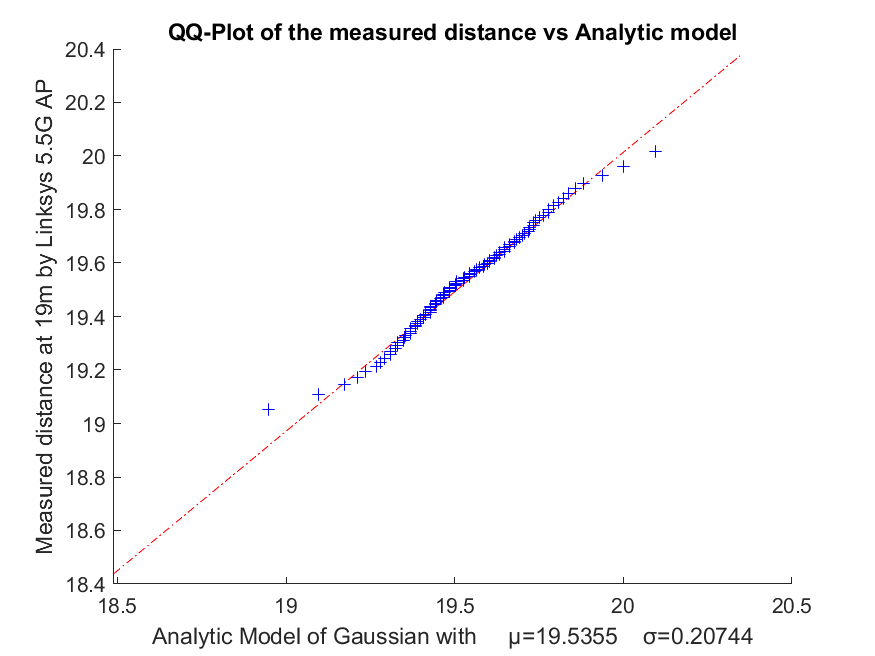 QQ-Plot of the measured distance vs Analytic model
Measured distance at 19m by Linksys 5.5G AP
20.4
20.2
20
19.8
19.6
19.4
19.2
19
18.8
18.6
18.4
18.5 19 19.5 20 20.5
Analytic Model of Gaussian with μ=19.5355 σ=0.20744